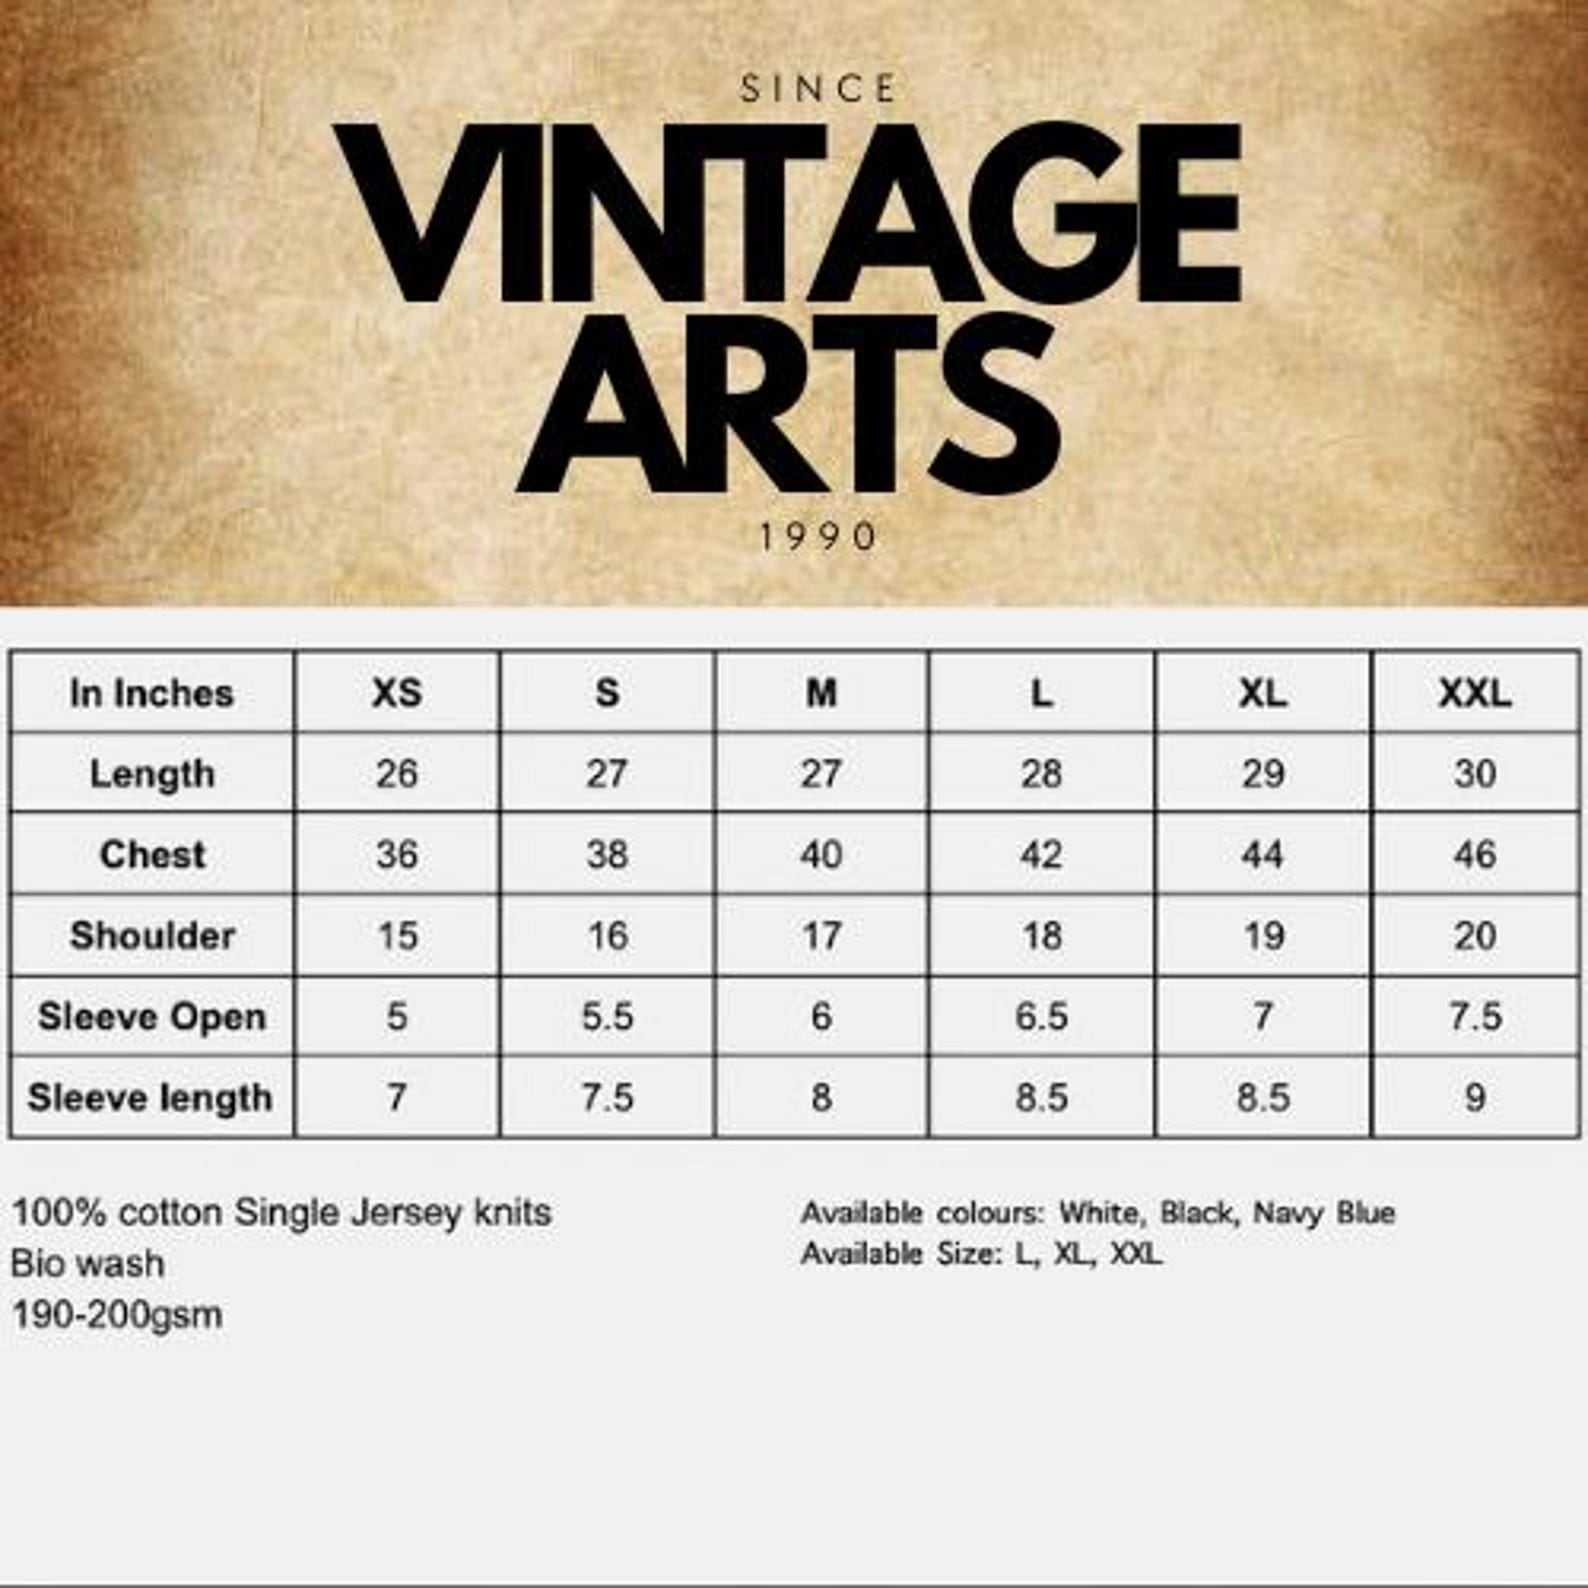 SINCE
VINTAGE
ARTS
1990
In Inches XS S M L XL XXL
Length 26 27 27 28 29 30
Chest 36 38 40 42 44 46
Shoulder 15 16 17 18 19 20
Sleeve Open 5 5.5 6 6.5 7 7.5
Sleeve length 7 7.5 8 8.5 8.5 9
100% cotton Single Jersey knits
Bio wash
190-200gsm
Available colours: White, Black, Navy Blue
Available Size: L, XL, XXL